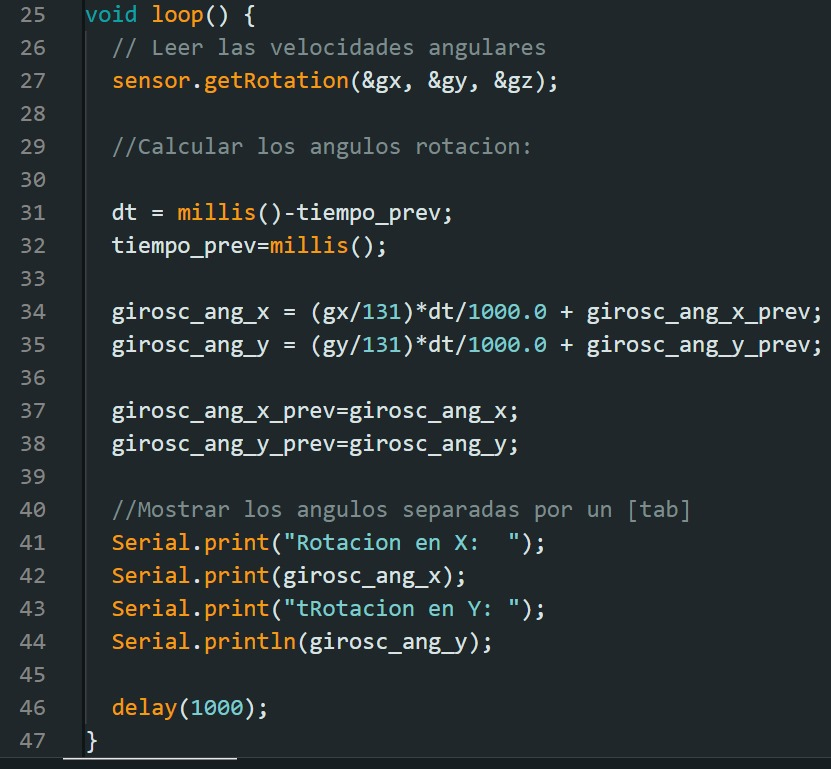 25 void loop() {
26 // Leer las velocidades angulares
27 sensor.getRotation(&gx, &gy, &gz);
28
29 //Calcular los angulos rotacion:
30
31 dt = millis()-tiempo_prev;
32 tiempo_prev=millis();
33
34 girosc_ang_x = (gx/131)*dt/1000.0 + girosc_ang_x_prev;
35 girosc_ang_y = (gy/131)*dt/1000.0 + girosc_ang_y_prev;
36
37 girosc_ang_x_prev=girosc_ang_x;
38 girosc_ang_y_prev=girosc_ang_y;
39
40 //Mostrar los angulos separadas por un [tab]
41 Serial.print("Rotacion en X:  ");
42 Serial.print(girosc_ang_x);
43 Serial.print("tRotacion en Y: ");
44 Serial.println(girosc_ang_y);
45
46 delay(1000);
47 }